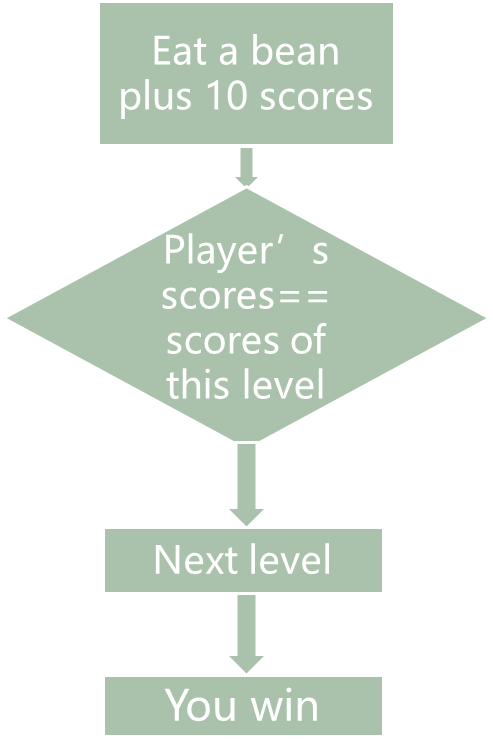 Eat a bean
plus 10 scores
Player’s
scores==
scores of
this level
Next level
You win